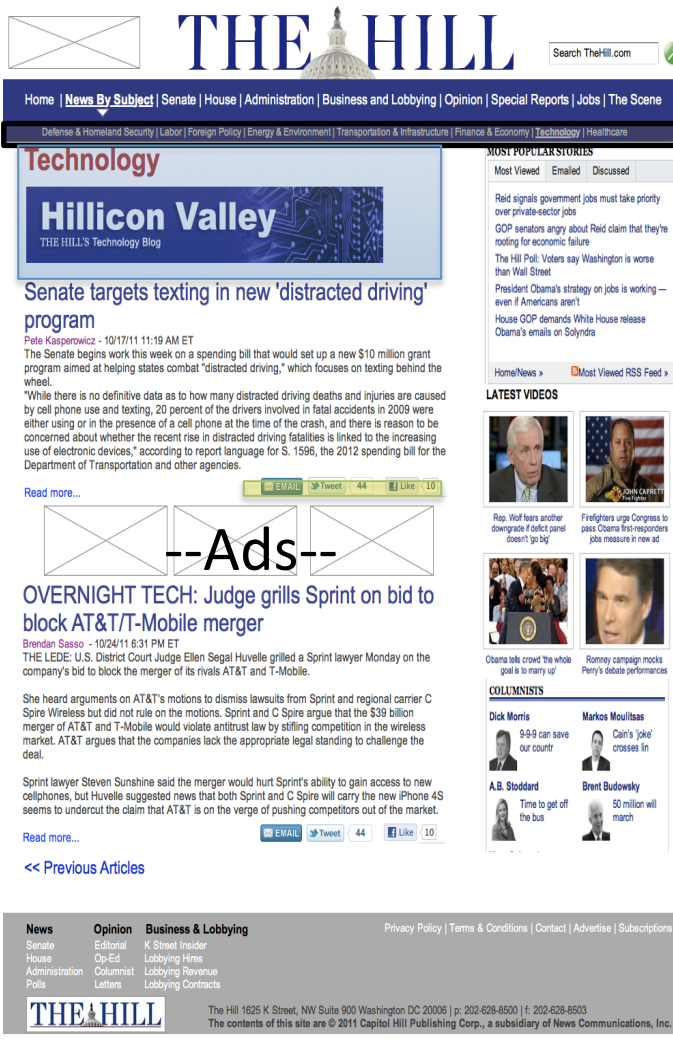 THE HILL
Search TheHill.com
Home | News By Subject | Senate | House | Administration | Business and Lobbying | Opinion | Special Reports | Jobs | The Scene
Defense & Homeland Security | Labor | Foreign Policy | Energy & Environment | Transportation & Infrastructure | Finance & Economy | Technology | Healthcare
Technology
Hillicon Valley
THE HILL'S Technology Blog
Senate targets texting in new 'distracted driving'
program
Pete Kasperowicz - 10/17/11 11:19 AM ET
The Senate begins work this week on a spending bill that would set up a new $10 million grant
program aimed at helping states combat "distracted driving," which focuses on texting behind the
wheel.
"While there is no definitive data as to how many distracted driving deaths and injuries are caused
by cell phone use and texting, 20 percent of the drivers involved in fatal accidents in 2009 were
either using or in the presence of a cell phone at the time of the crash, and there is reason to be
concerned about whether the recent rise in distracted driving fatalities is linked to the increasing
use of electronic devices," according to report language for S. 1596, the 2012 spending bill for the
Department of Transportation and other agencies.
Read more...
EMAIL Tweet 44 Like 10
--Ads--
OVERNIGHT TECH: Judge grills Sprint on bid to
block AT&T/T-Mobile merger
Brendan Sasso - 10/24/11 6:31 PM ET
THE LEDE: U.S. District Court Judge Ellen Segal Huvelle grilled a Sprint lawyer Monday on the
company's bid to block the merger of its rivals AT&T and T-Mobile.
She heard arguments on AT&T's motions to dismiss lawsuits from Sprint and regional carrier C
Spire Wireless but did not rule on the motions. Sprint and C Spire argue that the $39 billion
merger of AT&T and T-Mobile would violate antitrust law by stifling competition in the wireless
market. AT&T argues that the companies lack the appropriate legal standing to challenge the
deal.
Sprint lawyer Steven Sunshine said the merger would hurt Sprint's ability to gain access to new
cellphones, but Huvelle suggested news that both Sprint and C Spire will carry the new iPhone 4S
seems to undercut the claim that AT&T is on the verge of pushing competitors out of the market.
Read more...
EMAIL Tweet 44 Like 10
<< Previous Articles
MOST POPULAR STORIES
Most Viewed Emailed Discussed
Reid signals government jobs must take priority
over private-sector jobs
GOP senators angry about Reid claim that they're
rooting for economic failure
The Hill Poll: Voters say Washington is worse
than Wall Street
President Obama's strategy on jobs is working —
even if Americans aren't
House GOP demands White House release
Obama's emails on Solyndra
Home/News » Most Viewed RSS Feed »
LATEST VIDEOS
JOHN CAPRETT
Fire Fighter
Rep. Wolf fears another
downgrade if deficit panel
doesn't 'go big'
Firefighters urge Congress to
pass Obama first-responders
jobs measure in new ad
Obama tells crowd 'the whole
goal is to marry up'
Romney campaign mocks
Perry's debate performances
COLUMNISTS
Dick Morris
9-9-9 can save
our countr
Markos Moulitsas
Cain's 'joke'
crosses lin
A.B. Stoddard
Time to get off
the bus
Brent Budowsky
50 million will
march
News
Senate
House
Administration
Polls
Opinion
Editorial
Op-Ed
Columnist
Letters
Business & Lobbying
K Street Insider
Lobbying Hires
Lobbying Revenue
Lobbying Contracts
Privacy Policy | Terms & Conditions | Contact | Advertise | Subscriptions
THE HILL
The Hill 1625 K Street, NW Suite 900 Washington DC 20006 | p: 202-628-8500 | f: 202-628-8503
The contents of this site are © 2011 Capitol Hill Publishing Corp., a subsidiary of News Communications, Inc.